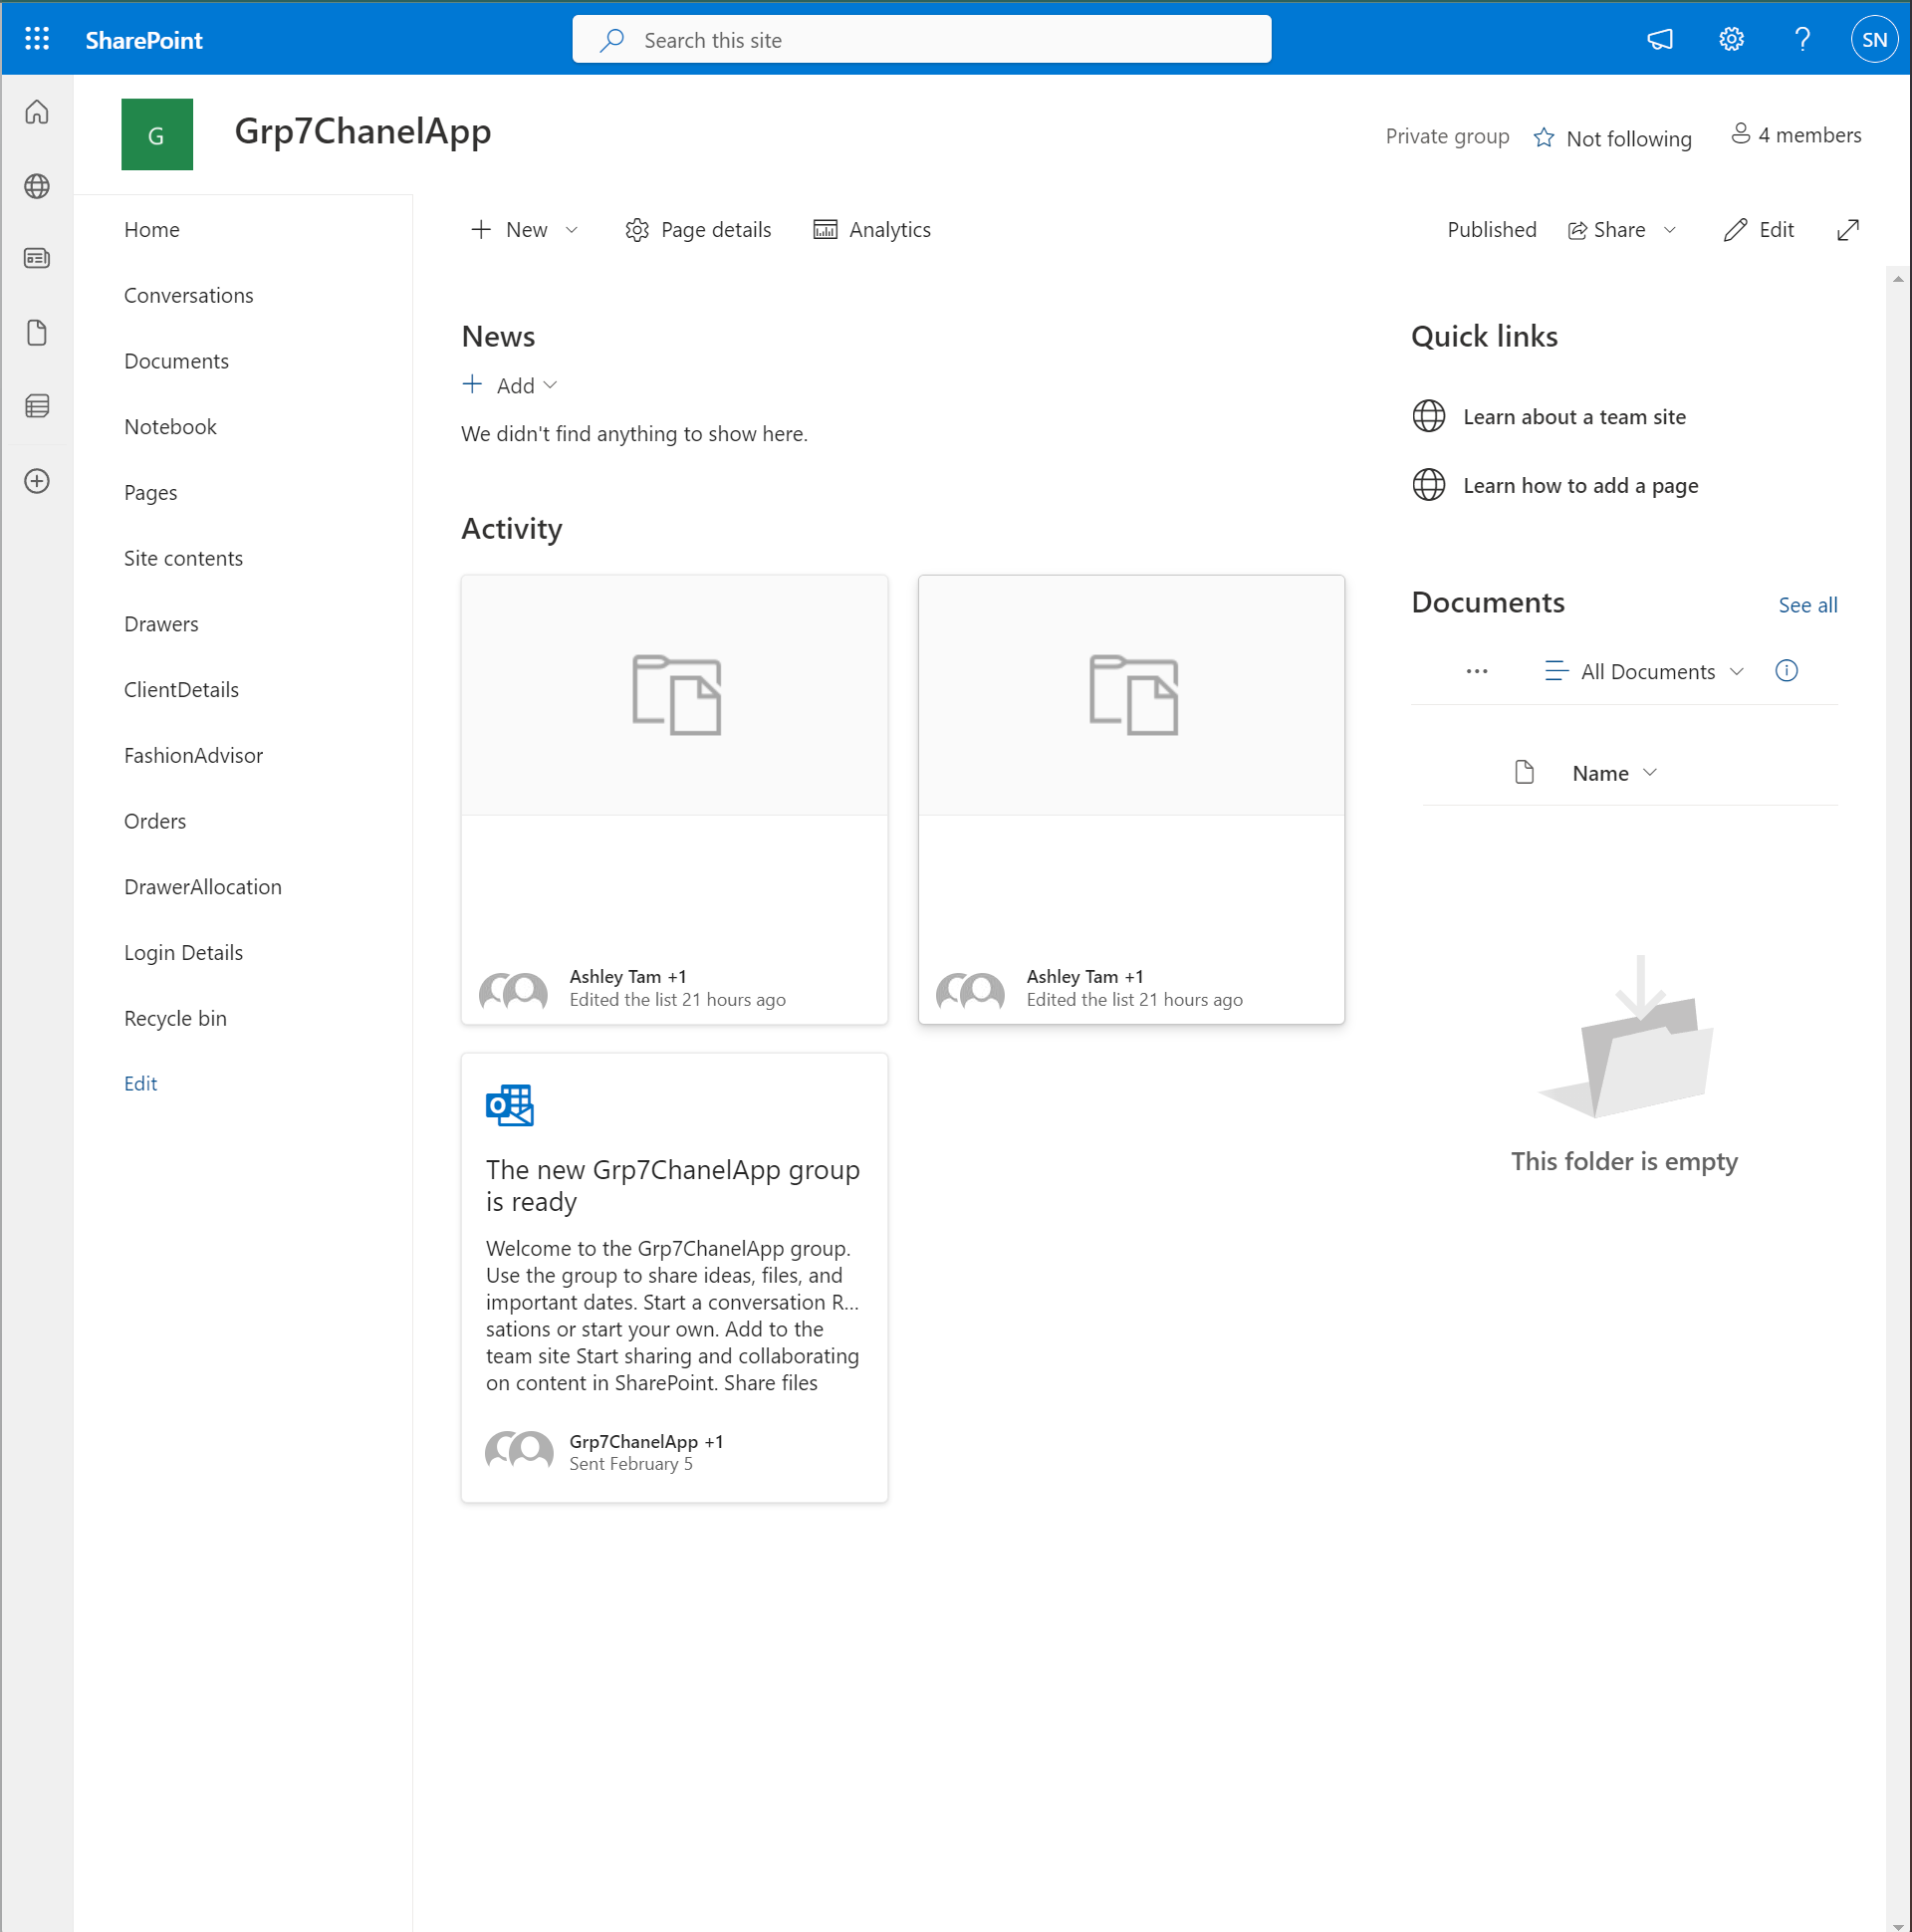 SharePoint
Search this site
SN
G
Grp7ChanelApp
Private group
Not following
4 members
Home
Conversations
Documents
Notebook
Pages
Site contents
Drawers
ClientDetails
FashionAdvisor
Orders
DrawerAllocation
Login Details
Recycle bin
Edit
New
Page details
Analytics
Published
Share
Edit
News
Add
We didn't find anything to show here.
Activity
Ashley Tam +1
Edited the list 21 hours ago
Ashley Tam +1
Edited the list 21 hours ago
The new Grp7ChanelApp group
is ready
Welcome to the Grp7ChanelApp group.
Use the group to share ideas, files, and
important dates. Start a conversation R...
sations or start your own. Add to the
team site Start sharing and collaborating
on content in SharePoint. Share files
Grp7ChanelApp +1
Sent February 5
Quick links
Learn about a team site
Learn how to add a page
Documents
See all
All Documents
Name
This folder is empty